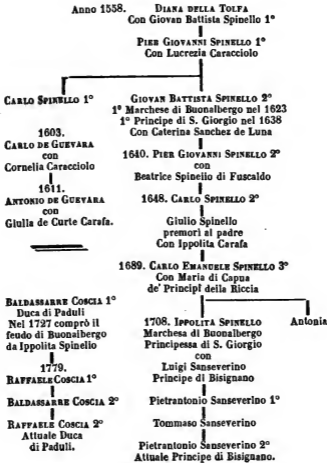 Anno 1558. DIANA DELLA TOLFA
Con Giovan Battista Spinello 1°
PIER GIOVANNI SPINELLO 1°
Con Lucrezia Caracciolo
CARLO SPINELLO 1°
1603.
CARLO DE GUEVARA
con
Cornelia Caracciolo
1611.
ANTONIO DE GUEVARA
con
Giulia de Curte Carafa.
GIOVAN BATTISTA SPINELLO 2°
1° Marchese di Buonalbergo nel 1623
1° Principe di S. Giorgio nel 1638
Con Caterina Sanchez de Luna
1640. PIER GIOVANNI SPINELLO 2°
con
Beatrice Spinello di Fuscaldo
1648. CARLO SPINELLO 2°
Giulio Spinello
premorì al padre
Con Ippolita Carafa
1689. CARLO EMANUELE SPINELLO 3°
Con Maria di Capua
de' Principi della Riccia
BALDASSARRE COSCIA 1°
Duca di Paduli
Nel 1727 comprò il
feudo di Buonalbergo
da Ippolita Spinello
1779.
RAFFAELE COSCIA 1°
BALDASSARRE COSCIA 2°
RAFFAELE COSCIA 2°
Attuale Duca
di Paduli.
1708. IPPOLITA SPINELLO
Marchesa di Buonalbergo
Principessa di S. Giorgio
con
Luigi Sanseverino
Principe di Bisignano
Pietrantonio Sanseverino 1°
Tommaso Sanseverino
Pietrantonio Sanseverino 2°
Attuale Principe di Bisignano.
Antonia